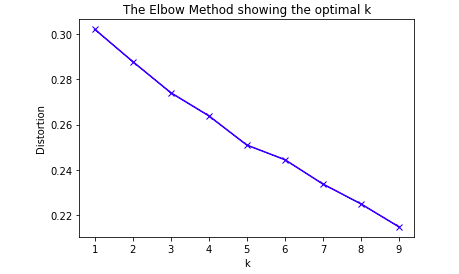 The Elbow Method showing the optimal k
0.30
0.28
0.26
0.24
0.22
Distortion
1 2 3 4 5 6 7 8 9
k